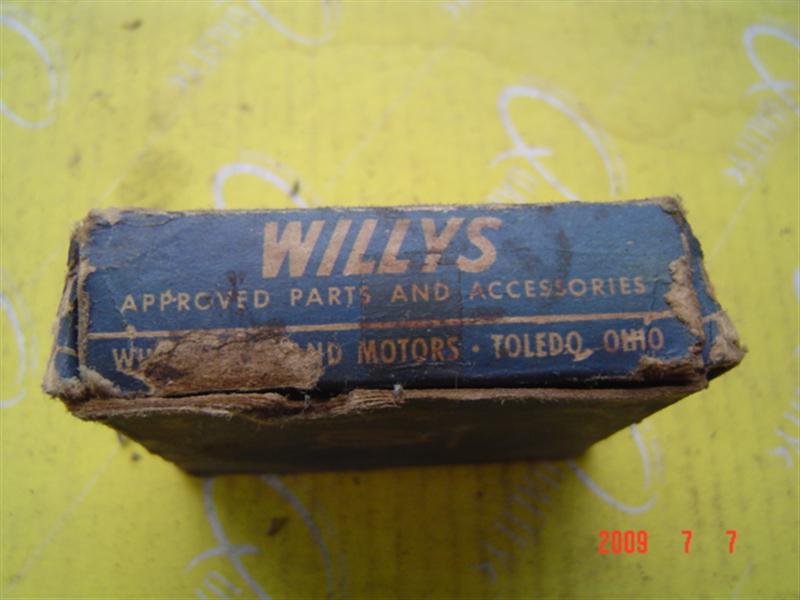 WILLYS
APPROVED PARTS AND ACCESSORIES
MOTORS · TOLEDO, OHIO
2009 7 7